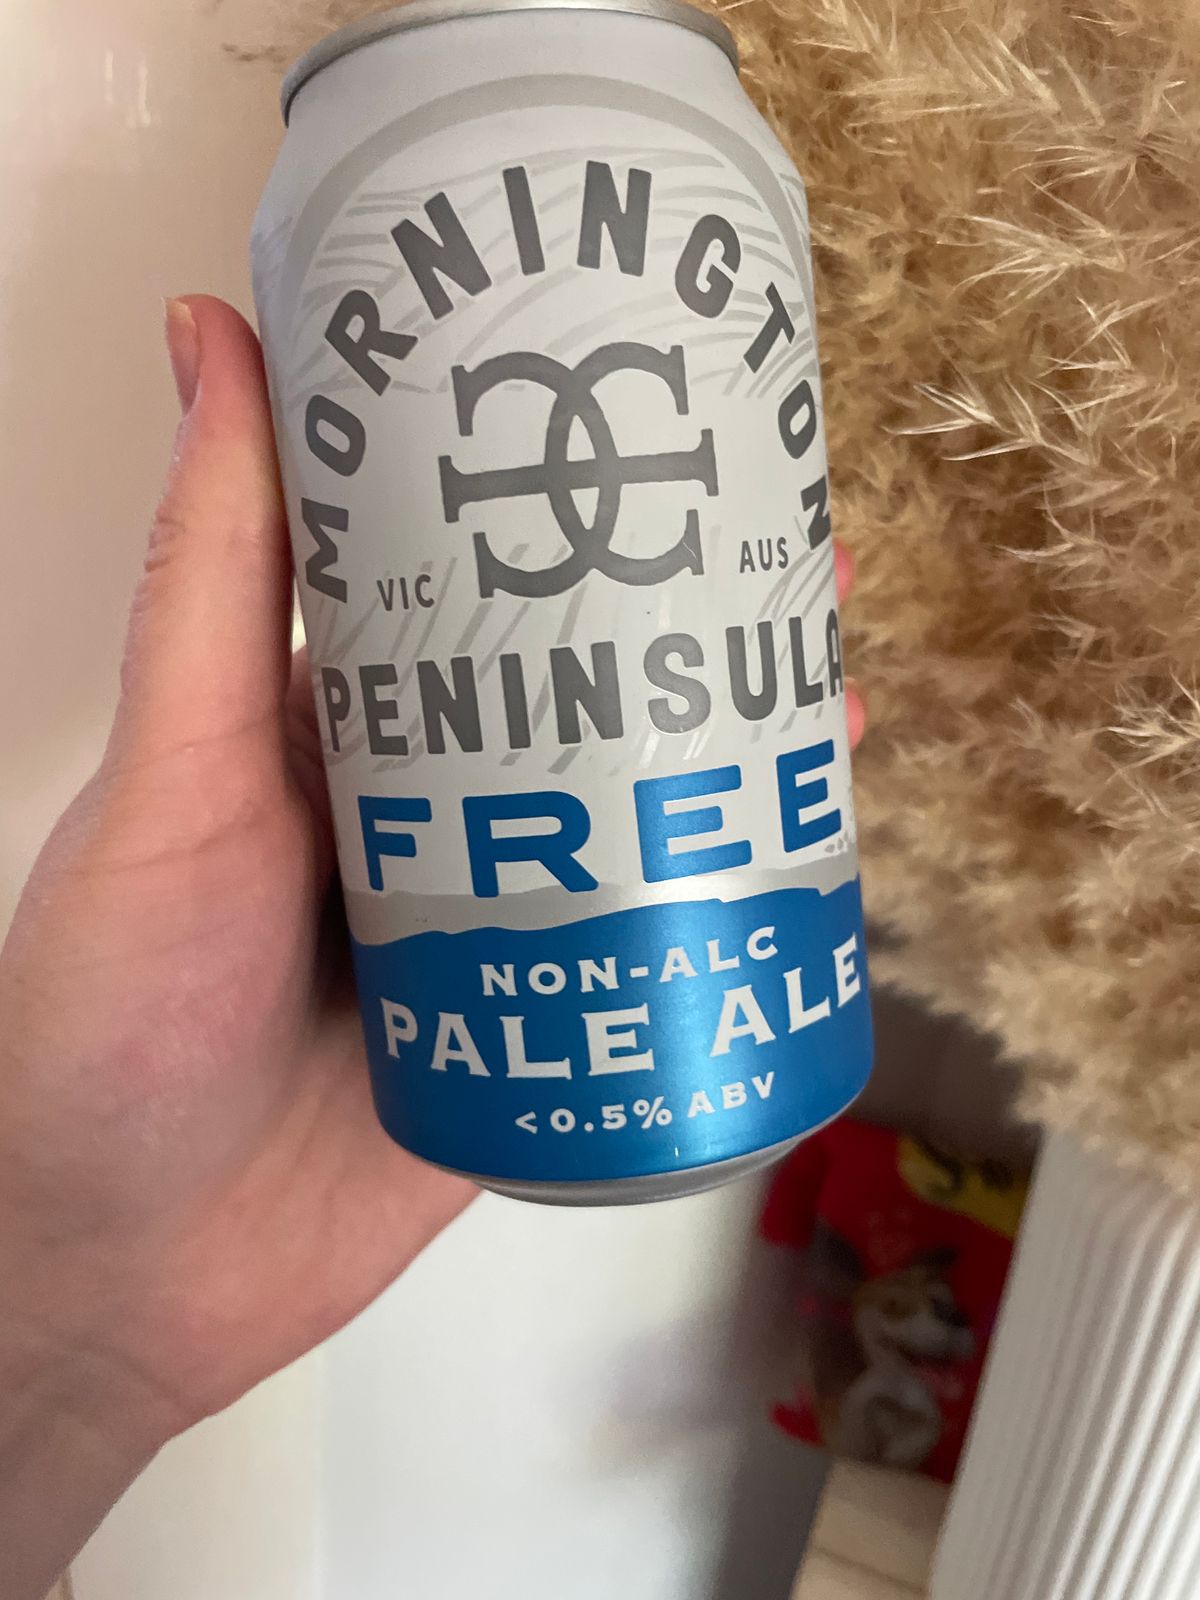 MORNINGTON
VIC
AUS
PENINSULA
FREE
NON-ALC
PALE ALE
<0.5% ABV